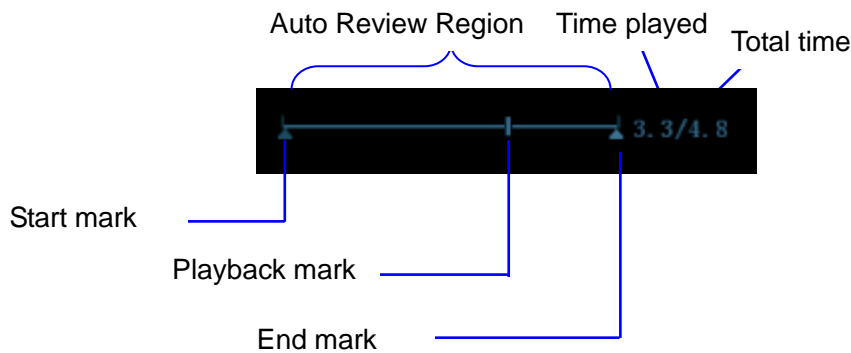 Auto Review Region Time played Total time
3.3/4.8
Start mark
Playback mark
End mark